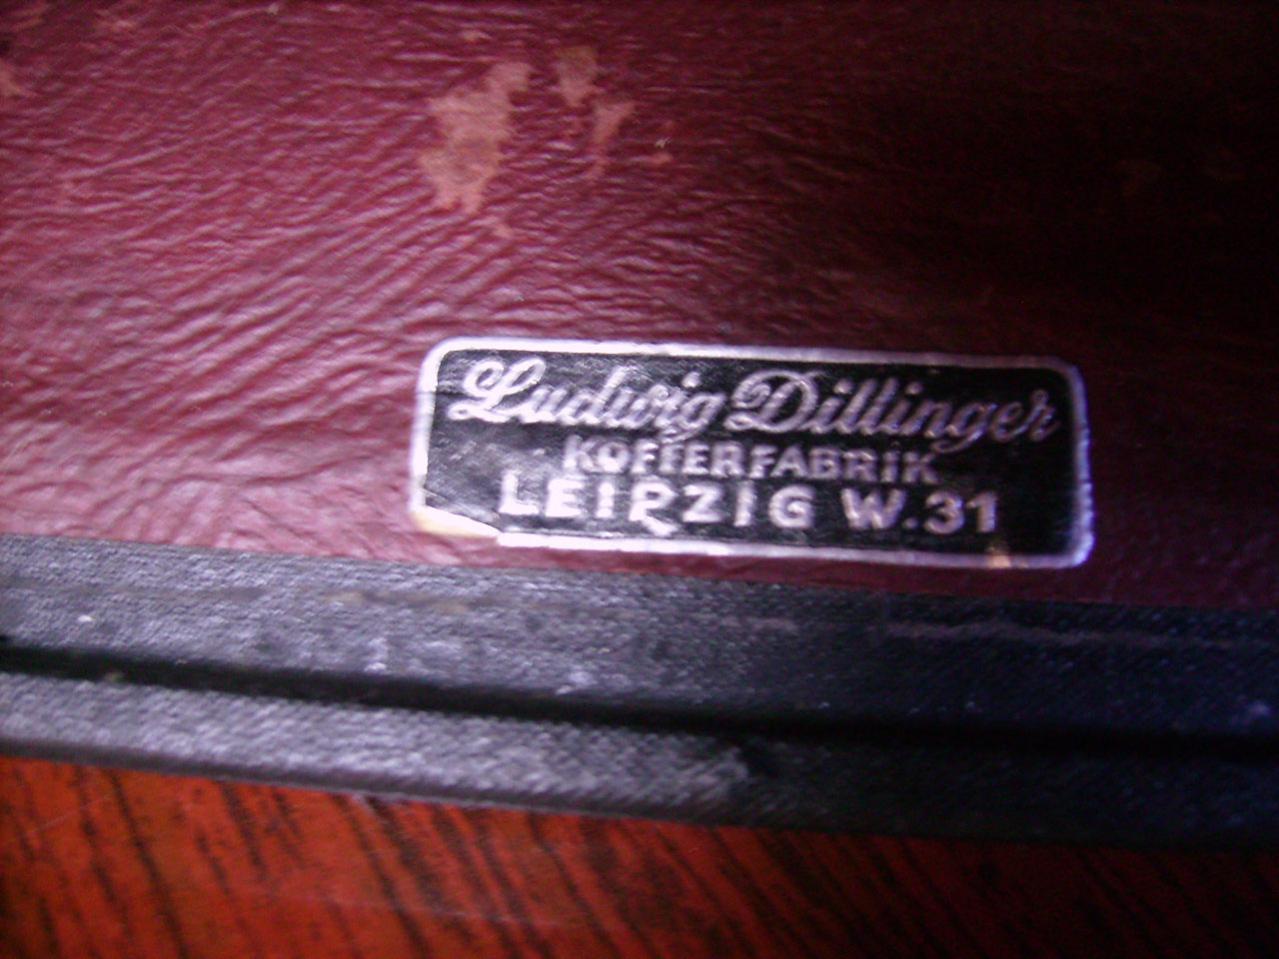 Ludwig Dillinger
KOFFERFABRIK
LEIPZIG W.31